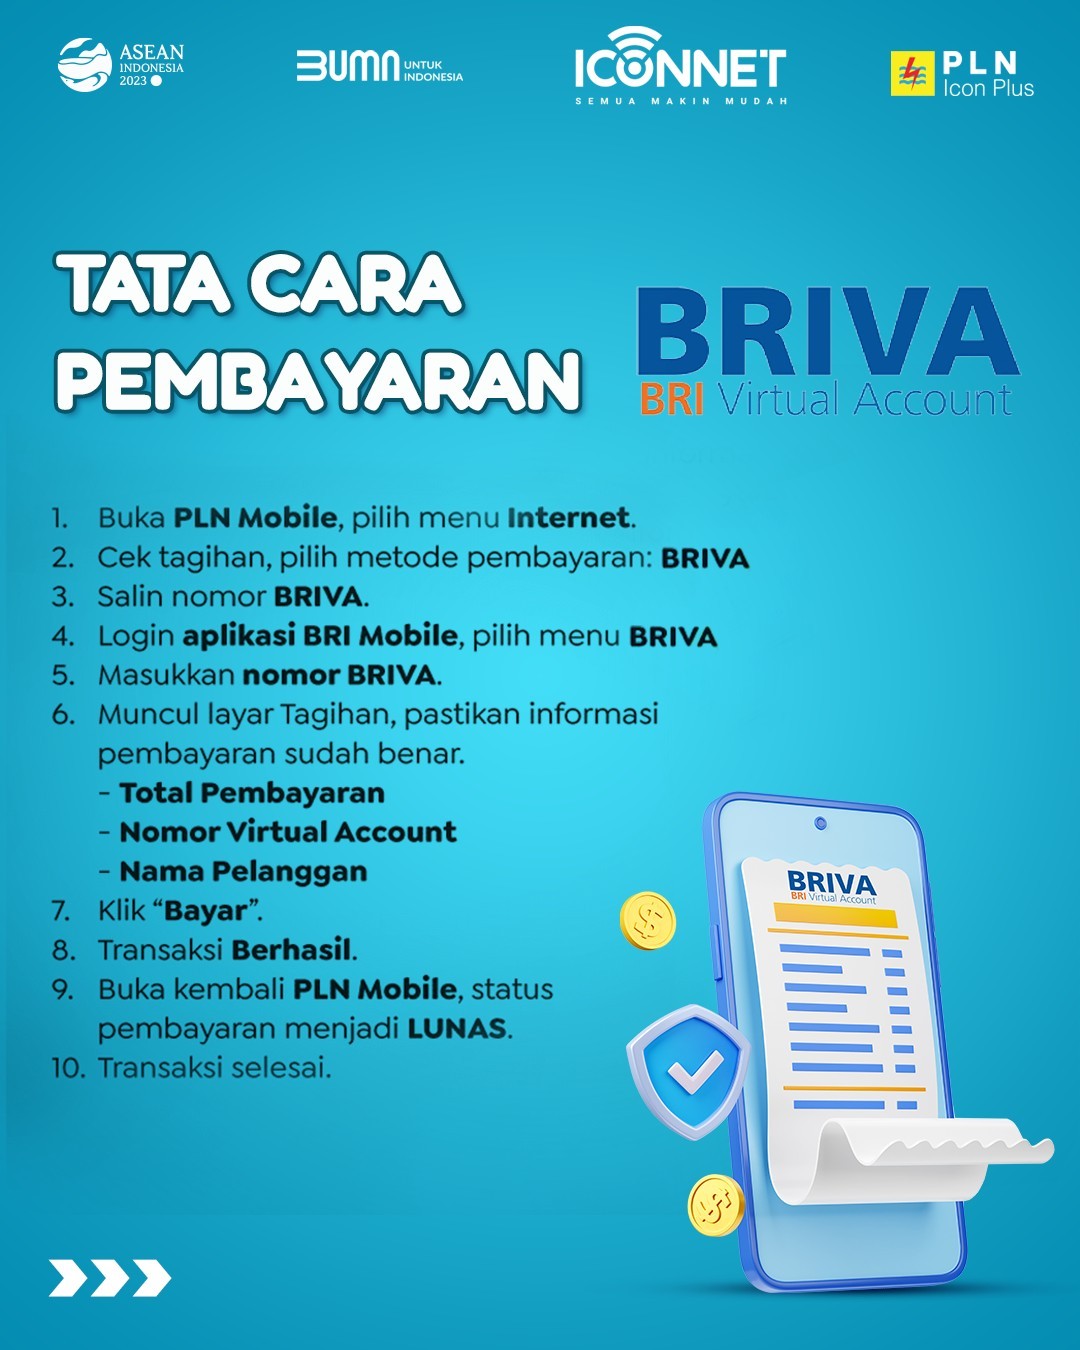 ASEAN
INDONESIA
2023
BUMN UNTUK
INDONESIA
ICONNET
SEMUA MAKIN MUDAH
PLN
Icon Plus
TATA CARA
PEMBAYARAN
BRIVA
BRI Virtual Account
1. Buka PLN Mobile, pilih menu Internet.
2. Cek tagihan, pilih metode pembayaran: BRIVA
3. Salin nomor BRIVA.
4. Login aplikasi BRI Mobile, pilih menu BRIVA
5. Masukkan nomor BRIVA.
6. Muncul layar Tagihan, pastikan informasi
pembayaran sudah benar.
- Total Pembayaran
- Nomor Virtual Account
- Nama Pelanggan
7. Klik “Bayar”.
8. Transaksi Berhasil.
9. Buka kembali PLN Mobile, status
pembayaran menjadi LUNAS.
10. Transaksi selesai.
BRIVA
BRI Virtual Account